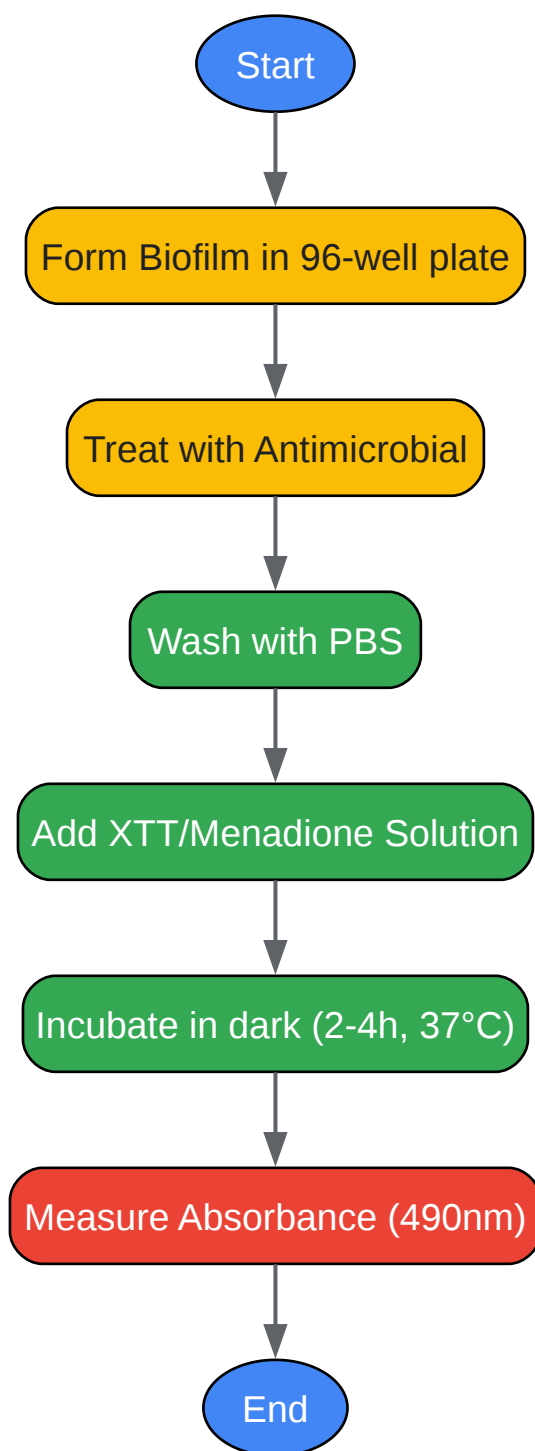 Start
Form Biofilm in 96-well plate
Treat with Antimicrobial
Wash with PBS
Add XTT/Menadione Solution
Incubate in dark (2-4h, 37°C)
Measure Absorbance (490nm)
End